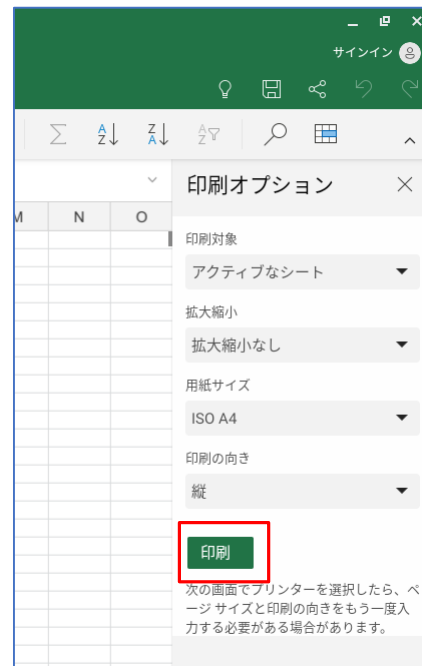 サインイン
A
Z
Z
A
A
Z
印刷オプション
M
N
O
印刷対象
アクティブなシート
拡大縮小
拡大縮小なし
用紙サイズ
ISO A4
印刷の向き
縦
印刷
次の画面でプリンターを選択したら、ペ
ージ サイズと印刷の向きをもう一度入
力する必要がある場合があります。